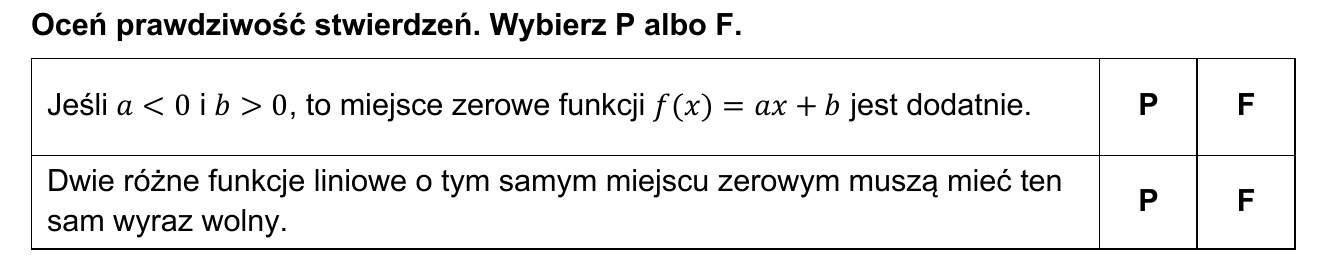 Oceń prawdziwość stwierdzeń. Wybierz P albo F.
Jeśli 𝑎 < 0 i 𝑏 > 0, to miejsce zerowe funkcji 𝑓(𝑥) = 𝑎𝑥 + 𝑏 jest dodatnie. P F
Dwie różne funkcje liniowe o tym samym miejscu zerowym muszą mieć ten
sam wyraz wolny. P F